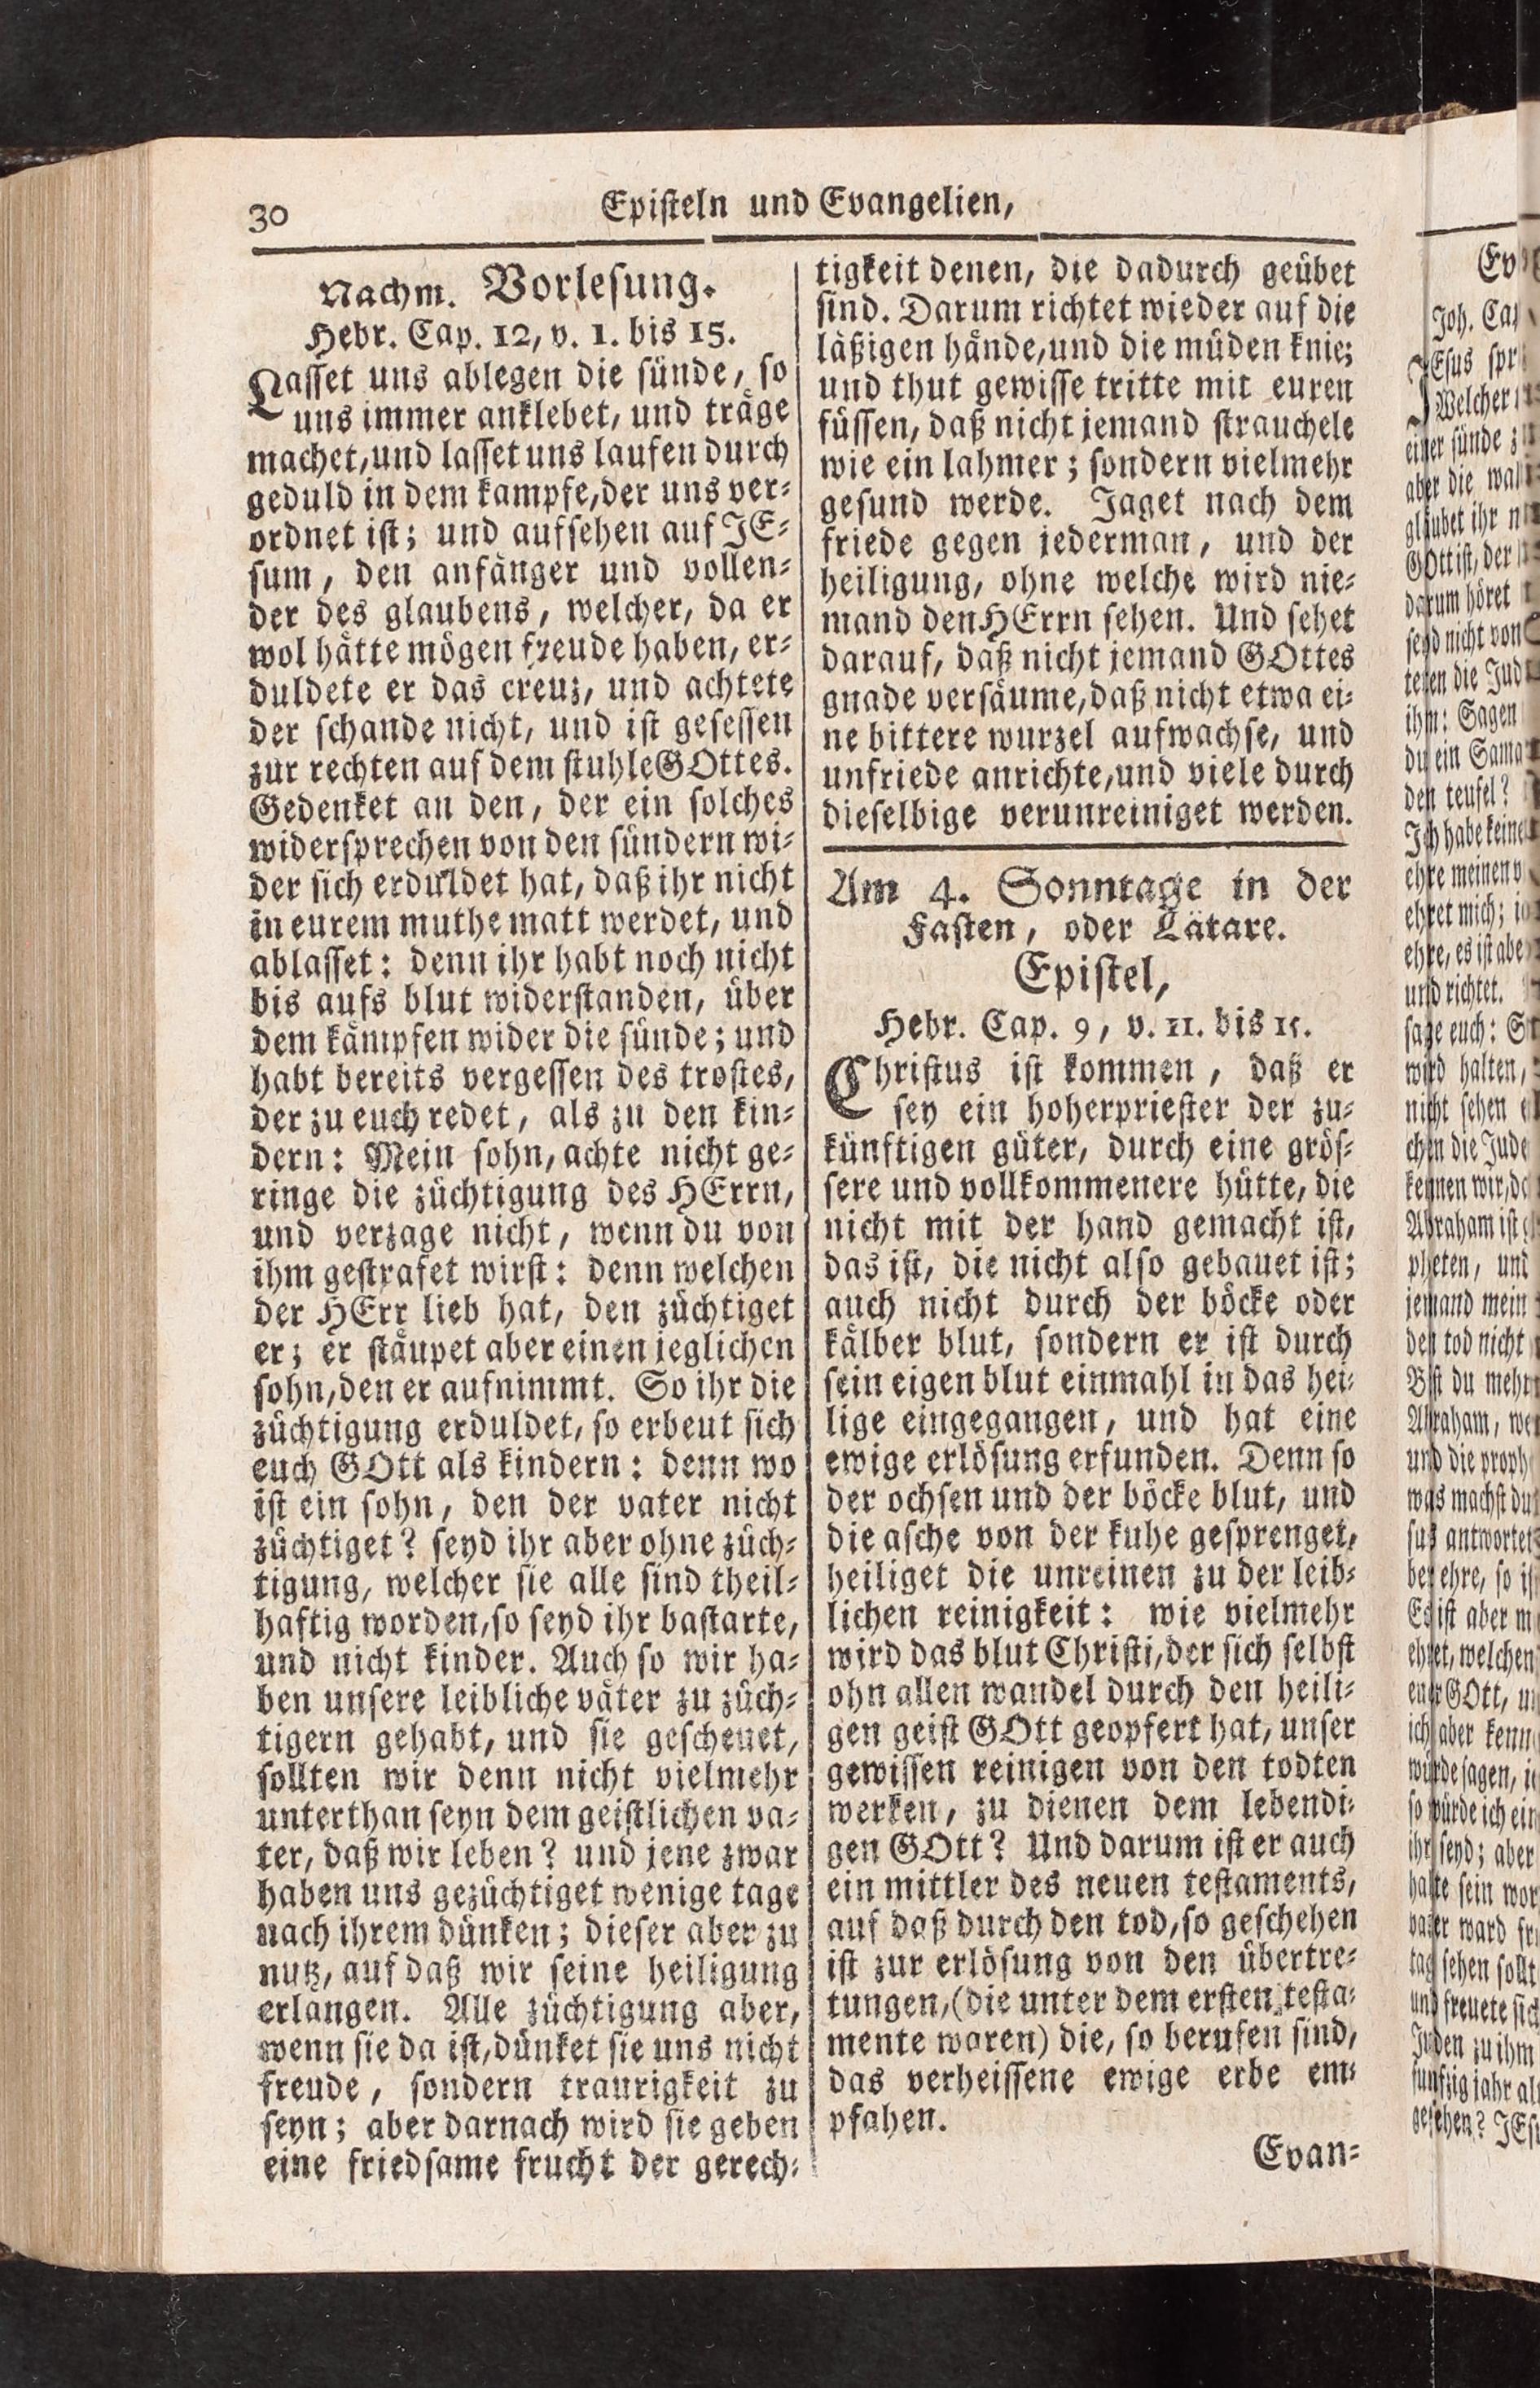 30
Episteln und Evangelien,
Nachm. Vorlesung.
Hebr. Cap. 12, v. 1. bis 15.
Lasset uns ablegen die sünde, so
uns immer anklebet, und träge
machet, und lasset uns laufen durch
geduld in dem kampfe, der uns ver-
ordnet ist; und aufsehen auf JE-
sum, den anfänger und vollen-
der des glaubens, welcher, da er
wol hätte mögen freude haben, er-
duldete er das creuz, und achtete
der schande nicht, und ist gesessen
zur rechten auf dem stuhle GOttes.
Gedenket an den, der ein solches
widersprechen von den sündern wi-
der sich erduldet hat, daß ihr nicht
in eurem muthe matt werdet, und
ablasset: denn ihr habt noch nicht
bis aufs blut widerstanden, über
dem kämpfen wider die sünde; und
habt bereits vergessen des trostes,
der zu euch redet, als zu den kin-
dern: Mein sohn, achte nicht ge-
ringe die züchtigung des HErrn,
und verzage nicht, wenn du von
ihm gestrafet wirst: denn welchen
der HErr lieb hat, den züchtiget
er; er stäupet aber einen jeglichen
sohn, den er aufnimmt. So ihr die
züchtigung erduldet, so erbeut sich
euch GOtt als kindern: denn wo
ist ein sohn, den der vater nicht
züchtiget? seyd ihr aber ohne züch-
tigung, welcher sie alle sind theil-
haftig worden, so seyd ihr bastarte,
und nicht kinder. Auch so wir ha-
ben unsere leibliche väter zu züch-
tigern gehabt, und sie gescheuet,
sollten wir denn nicht vielmehr
unterthan seyn dem geistlichen va-
ter, daß wir leben? und jene zwar
haben uns gezüchtiget wenige tage
nach ihrem dünken; dieser aber zu
nutz, auf daß wir seine heiligung
erlangen. Alle züchtigung aber,
wenn sie da ist, dünket sie uns nicht
freude, sondern traurigkeit zu
seyn; aber darnach wird sie geben
eine friedsame frucht der gerech-
tigkeit denen, die dadurch geübet
sind. Darum richtet wieder auf die
läßigen hände, und die müden knie;
und thut gewisse tritte mit euren
füssen, daß nicht jemand strauchele
wie ein lahmer; sondern vielmehr
gesund werde. Jaget nach dem
friede gegen jederman, und der
heiligung, ohne welche wird nie-
mand den HErrn sehen. Und sehet
darauf, daß nicht jemand GOttes
gnade versäume, daß nicht etwa ei-
ne bittere wurzel aufwachse, und
unfriede anrichte, und viele durch
dieselbige verunreiniget werden.
Am 4. Sonntage in der
Fasten, oder Lätare.
Epistel,
Hebr. Cap. 9, v. 11. bis 15.
Christus ist kommen, daß er
sey ein hoherpriester der zu-
künftigen güter, durch eine grös-
sere und vollkommenere hütte, die
nicht mit der hand gemacht ist,
das ist, die nicht also gebauet ist;
auch nicht durch der böcke oder
kälber blut, sondern er ist durch
sein eigen blut einmahl in das hei-
lige eingegangen, und hat eine
ewige erlösung erfunden. Denn so
der ochsen und der böcke blut, und
die asche von der kuhe gesprenget,
heiliget die unreinen zu der leib-
lichen reinigkeit: wie vielmehr
wird das blut Christi, der sich selbst
ohn allen wandel durch den heili-
gen geist GOtt geopfert hat, unser
gewissen reinigen von den todten
werken, zu dienen dem lebendi-
gen GOtt? Und darum ist er auch
ein mittler des neuen testaments,
auf daß durch den tod, so geschehen
ist zur erlösung von den übertre-
tungen, (die unter dem ersten testa-
mente waren) die, so berufen sind,
das verheissene ewige erbe em-
pfahen.
Evan-